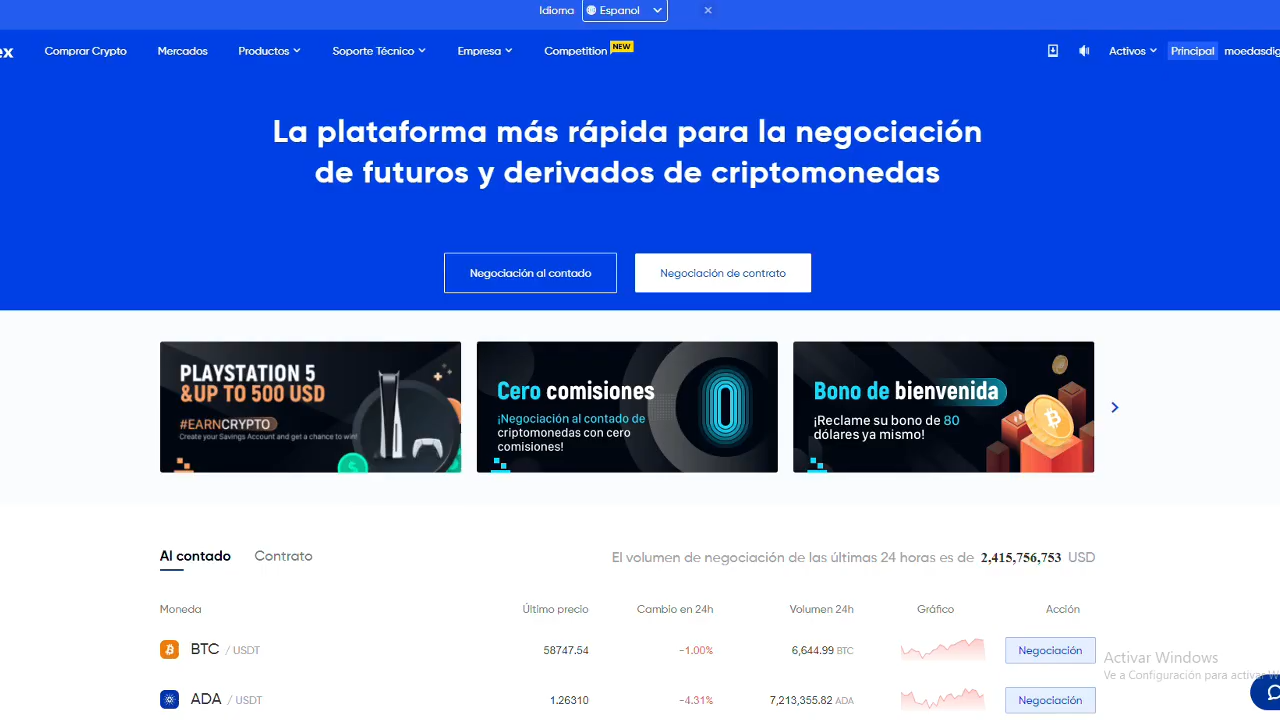 Idioma Espanol ×
ex Comprar Crypto Mercados Productos Soporte Técnico Empresa Competition NEW Activos Principal moedasdig
La plataforma más rápida para la negociación
de futuros y derivados de criptomonedas
Negociación al contado Negociación de contrato
PLAYSTATION 5
&UP TO 500 USD
#EARNCRYPTO
Create your Savings Account and get a chance to win!
Cero comisiones
¡Negociación al contado de
criptomonedas con cero
comisiones!
Bono de bienvenida
¡Reclame su bono de 80
dólares ya mismo!
Al contado Contrato El volumen de negociación de las últimas 24 horas es de 2,415,756,753 USD
Moneda Último precio Cambio en 24h Volumen 24h Gráfico Acción
BTC / USDT 58747.54 -1.00% 6,644.99 BTC Negociación
ADA / USDT 1.26310 -4.31% 7,213,355.82 ADA Negociación
Activar Windows
Ve a Configuración para activar W